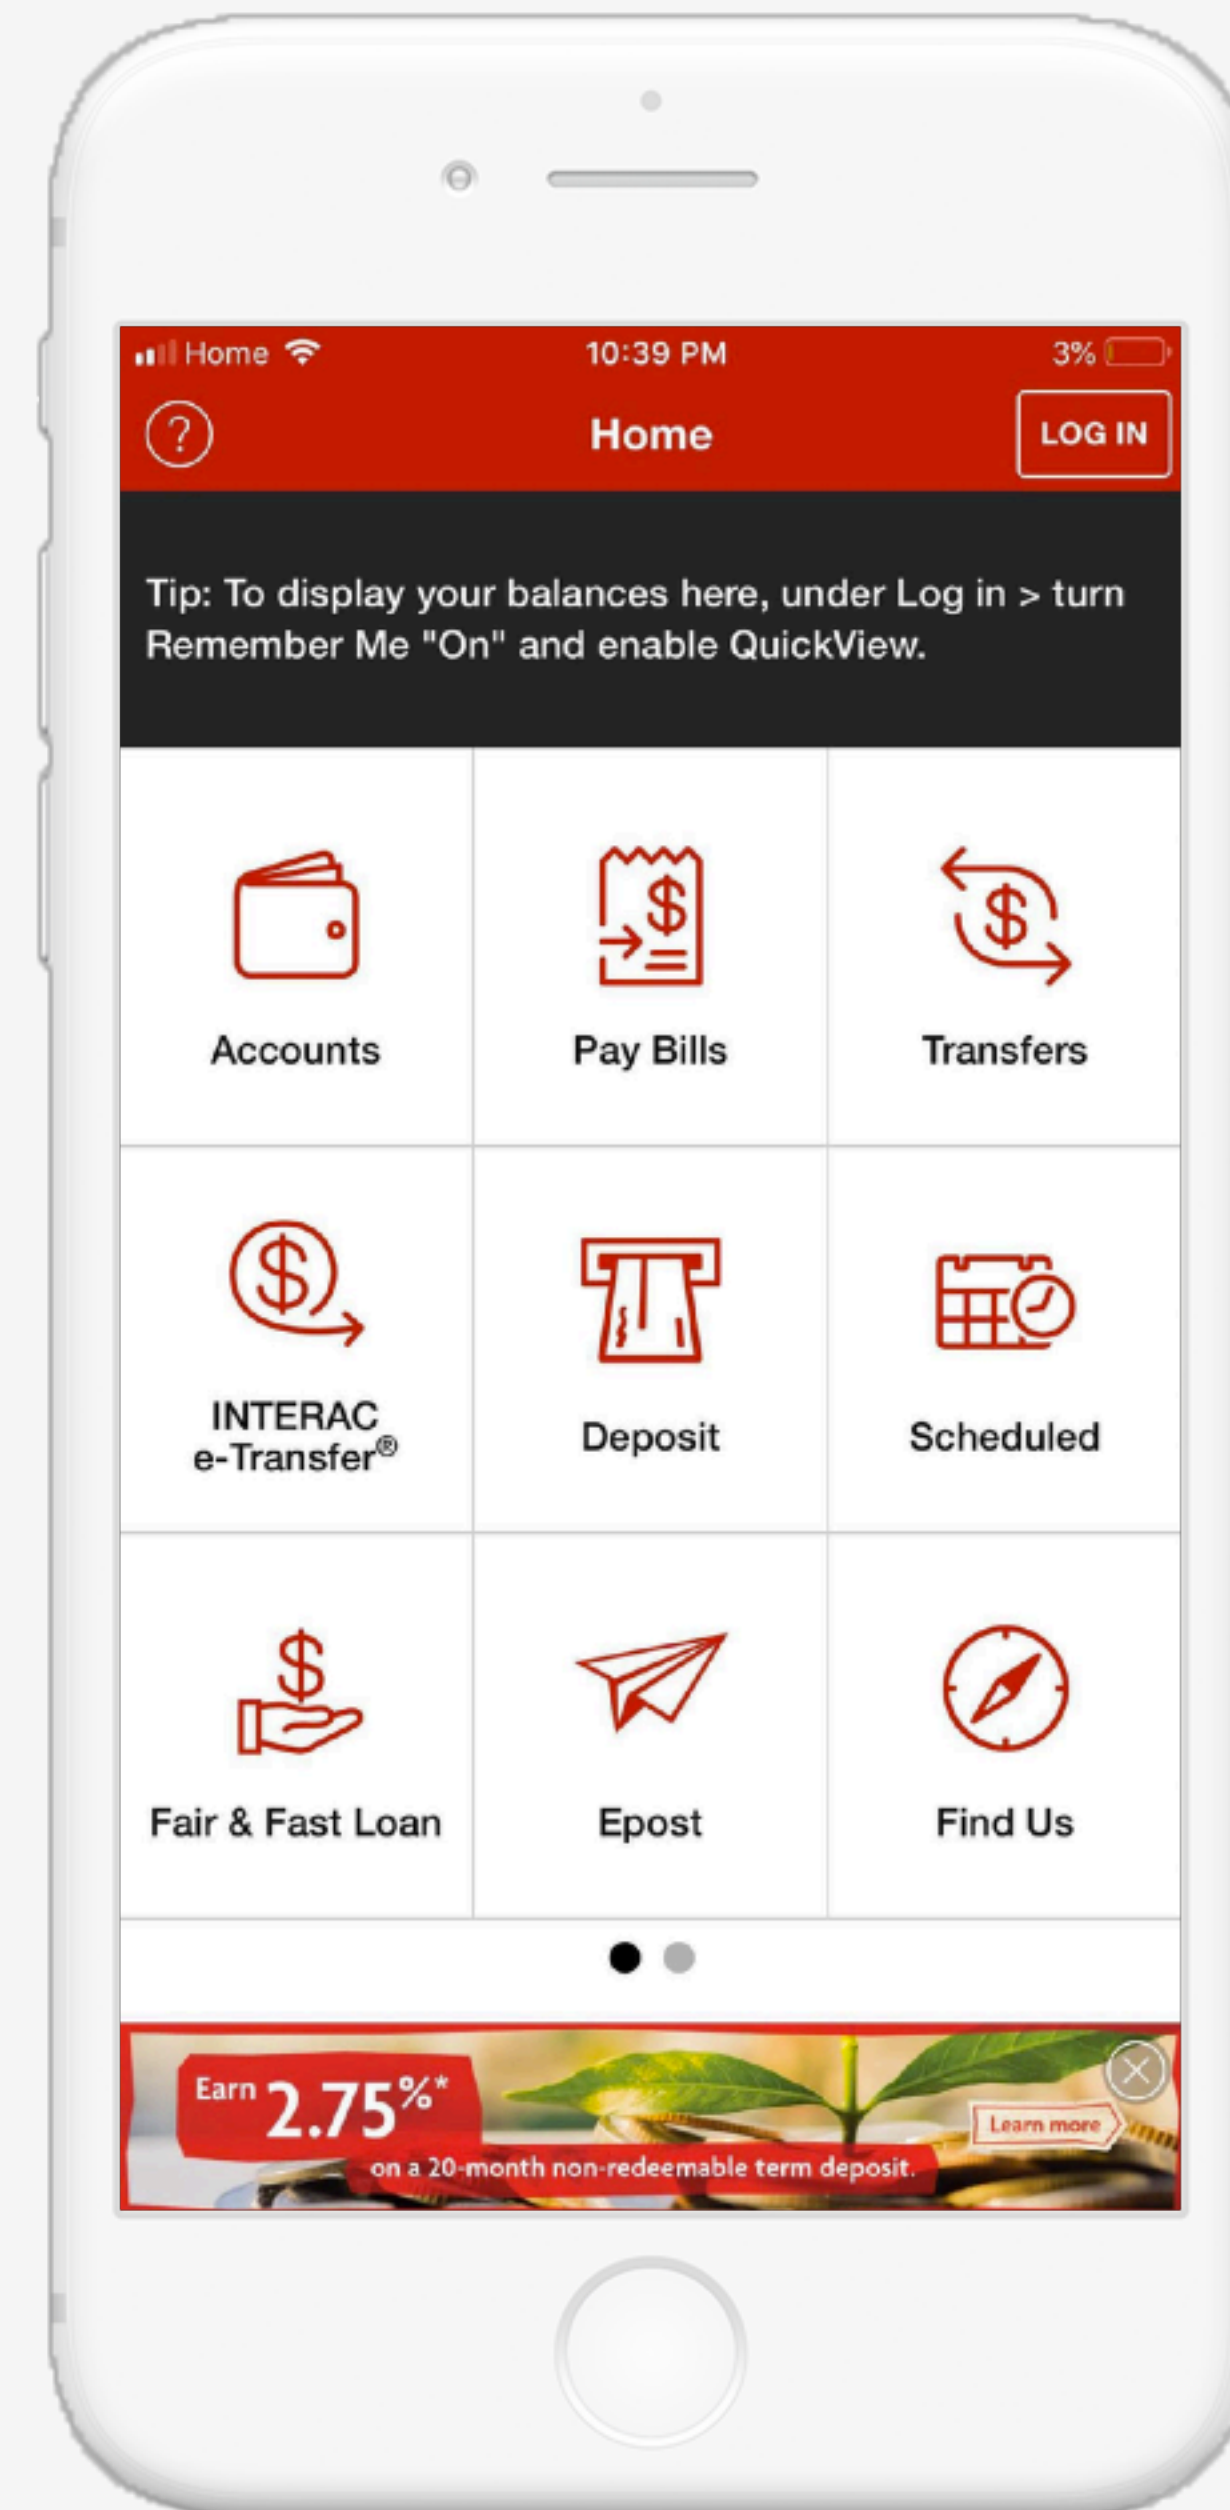 Home 10:39 PM 3%
? Home LOG IN
Tip: To display your balances here, under Log in > turn
Remember Me "On" and enable QuickView.
Accounts Pay Bills Transfers
INTERAC
e-Transfer® Deposit Scheduled
Fair & Fast Loan Epost Find Us
Earn 2.75%*
Learn more
on a 20-month non-redeemable term deposit.